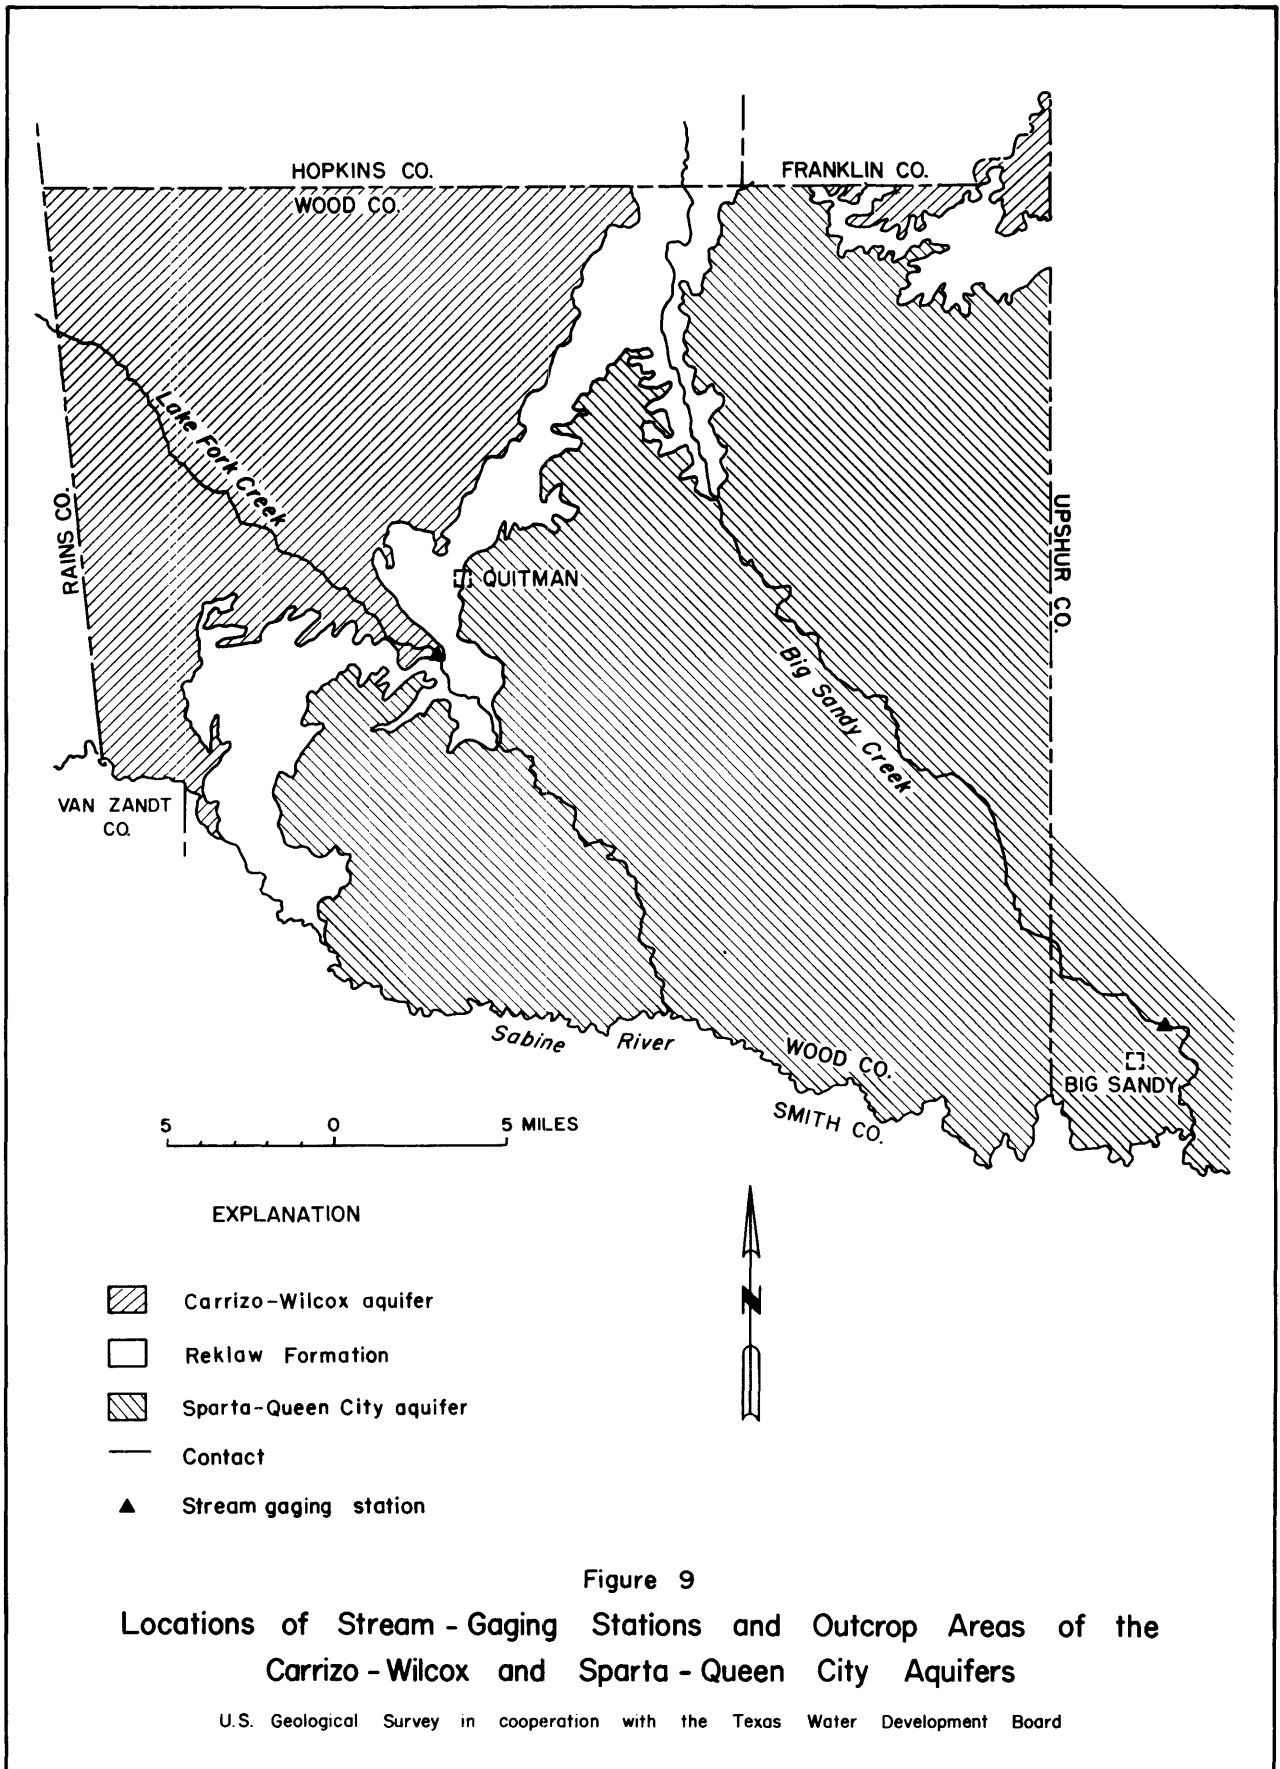 HOPKINS CO.
FRANKLIN CO.
WOOD CO.
Lake Fork Creek
RAINS CO.
UPSHUR CO.
QUITMAN
Big Sandy Creek
VAN ZANDT
CO.
Sabine River
WOOD CO.
SMITH CO.
BIG SANDY
5 0 5 MILES
N
EXPLANATION
Carrizo-Wilcox aquifer
Reklaw Formation
Sparta-Queen City aquifer
Contact
Stream gaging station
Figure 9
Locations of Stream-Gaging Stations and Outcrop Areas of the
Carrizo-Wilcox and Sparta-Queen City Aquifers
U.S. Geological Survey in cooperation with the Texas Water Development Board